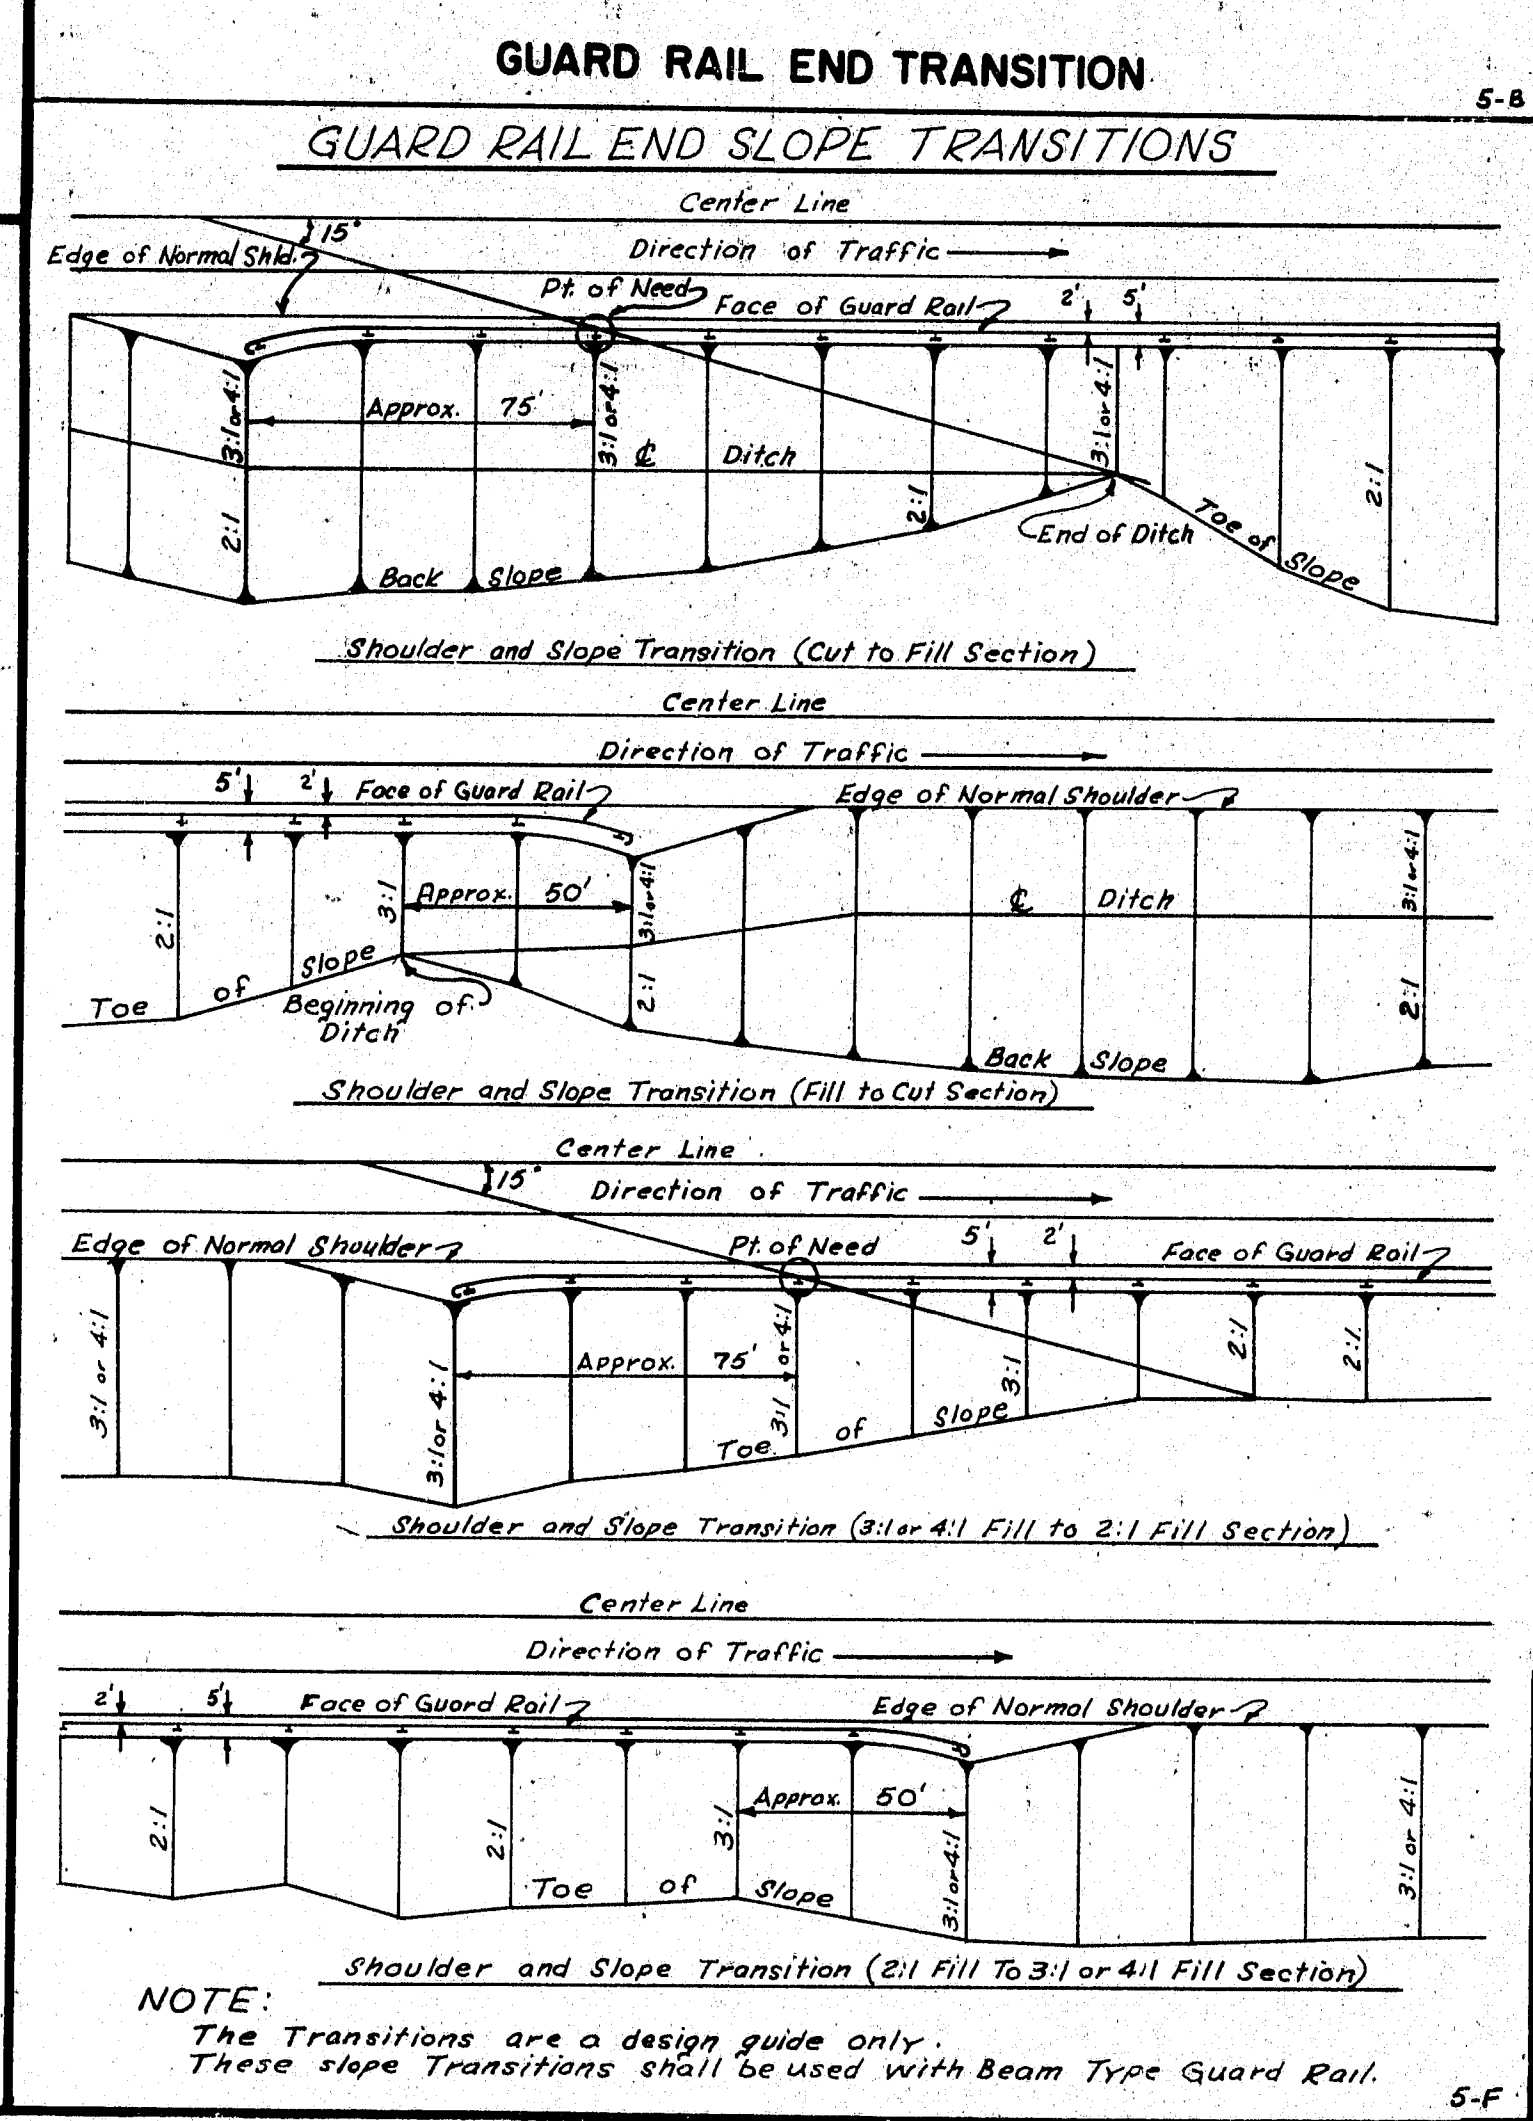 GUARD RAIL END TRANSITION
5-B
GUARD RAIL END SLOPE TRANSITIONS
Center Line
15°
Edge of Normal Shld.
Direction of Traffic
Pt. of Need
Face of Guard Rail
2'
5'
3:1 or 4:1
Approx. 75'
3:1 or 4:1
3:1 or 4:1
℄ Ditch
2:1
2:1
2:1
End of Ditch
Toe of Slope
Back Slope
Shoulder and Slope Transition (Cut to Fill Section)
Center Line
Direction of Traffic
5'
2'
Face of Guard Rail
Edge of Normal Shoulder
2:1
3:1
Approx. 50'
3:1 or 4:1
℄ Ditch
3:1 or 4:1
Toe of Slope
Beginning of
Ditch
2:1
2:1
Back Slope
Shoulder and Slope Transition (Fill to Cut Section)
Center Line
15°
Direction of Traffic
Edge of Normal Shoulder
Pt. of Need
5'
2'
Face of Guard Rail
3:1 or 4:1
3:1 or 4:1
Approx. 75'
3:1 or 4:1
3:1
2:1
2:1
Toe of Slope
Shoulder and Slope Transition (3:1 or 4:1 Fill to 2:1 Fill Section)
Center Line
Direction of Traffic
2'
5'
Face of Guard Rail
Edge of Normal Shoulder
2:1
2:1
3:1
Approx. 50'
3:1 or 4:1
3:1 or 4:1
Toe of Slope
Shoulder and Slope Transition (2:1 Fill To 3:1 or 4:1 Fill Section)
NOTE:
The Transitions are a design guide only.
These slope Transitions shall be used with Beam Type Guard Rail.
5-F